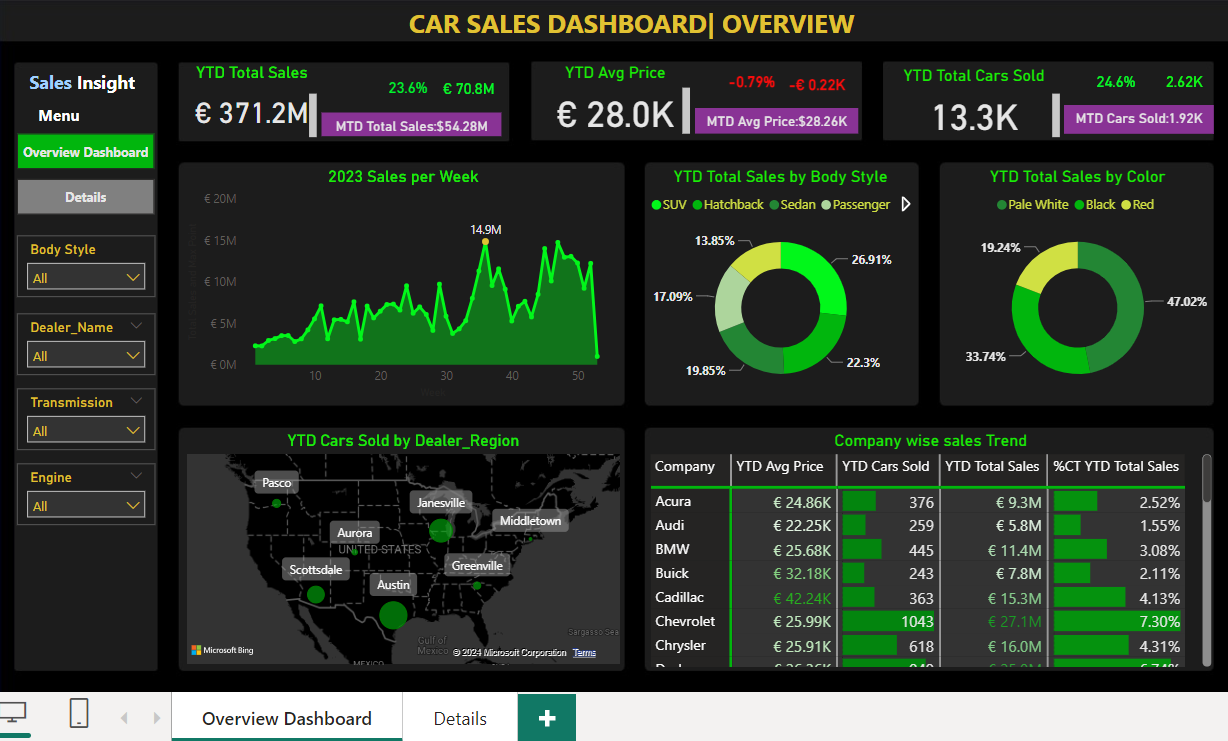 CAR SALES DASHBOARD| OVERVIEW
Sales Insight
Menu
Overview Dashboard
Details
Body Style
All
Dealer_Name
All
Transmission
All
Engine
All
YTD Total Sales
23.6% € 70.8M
€ 371.2M
MTD Total Sales:$54.28M
YTD Avg Price
-0.79% -€ 0.22K
€ 28.0K
MTD Avg Price:$28.26K
YTD Total Cars Sold
24.6% 2.62K
13.3K
MTD Cars Sold:1.92K
2023 Sales per Week
€ 20M
€ 15M
€ 10M
€ 5M
€ 0M
14.9M
10 20 30 40 50
Week
YTD Total Sales by Body Style
SUV Hatchback Sedan Passenger
13.85%
26.91%
17.09%
19.85%
22.3%
YTD Total Sales by Color
Pale White Black Red
19.24%
47.02%
33.74%
YTD Cars Sold by Dealer_Region
Pasco
Janesville
Middletown
Aurora
UNITED STATES
Scottsdale
Greenville
Austin
Gulf of
Mexico
Sargasso Sea
MEXICO
Microsoft Bing
© 2024 Microsoft Corporation Terms
Company wise sales Trend
Company YTD Avg Price YTD Cars Sold YTD Total Sales %CT YTD Total Sales
Acura € 24.86K 376 € 9.3M 2.52%
Audi € 22.25K 259 € 5.8M 1.55%
BMW € 25.68K 445 € 11.4M 3.08%
Buick € 32.18K 243 € 7.8M 2.11%
Cadillac € 42.24K 363 € 15.3M 4.13%
Chevrolet € 25.99K 1043 € 27.1M 7.30%
Chrysler € 25.91K 618 € 16.0M 4.31%
Overview Dashboard
Details